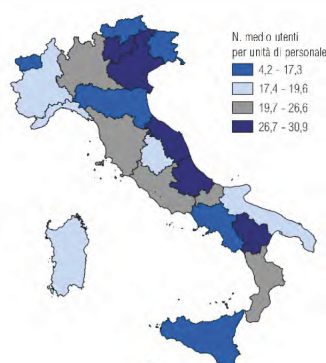 N. medio utenti
per unità di personale
4,2 - 17,3
17,4 - 19,6
19,7 - 26,6
26,7 - 30,9